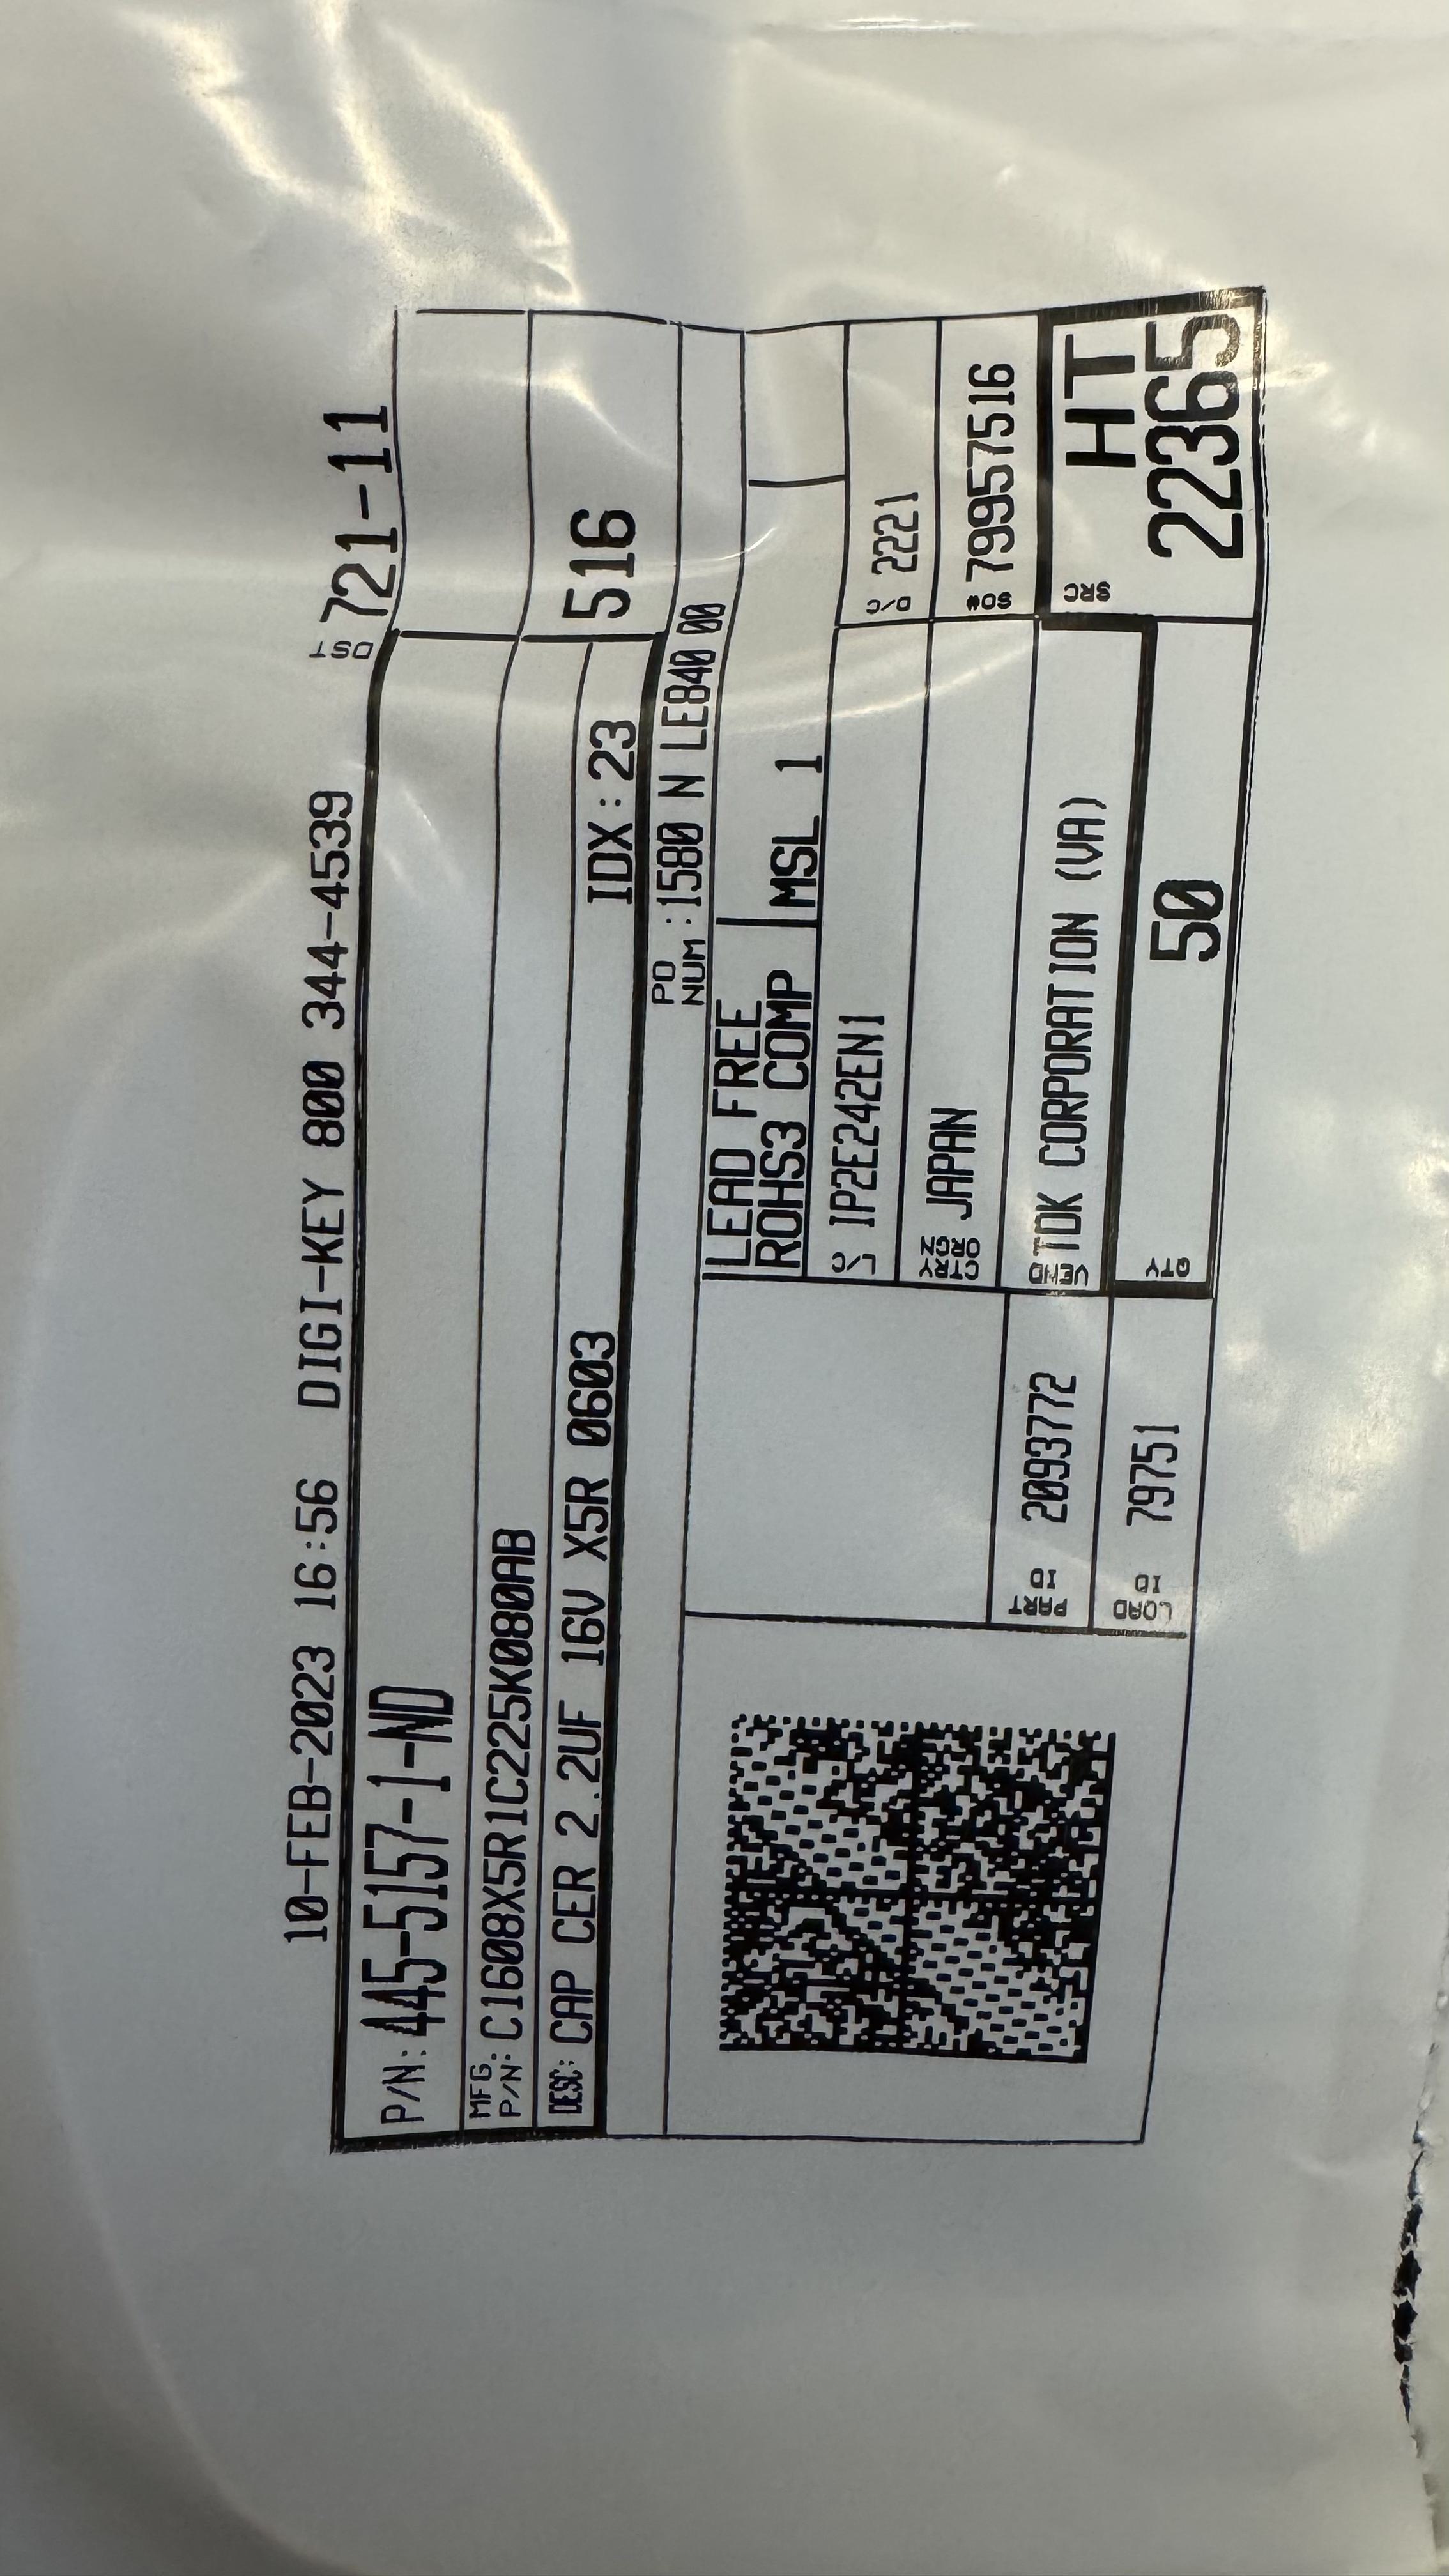 10-FEB-2023 16:56 DIGI-KEY 800 344-4539 DST 721-11
P/N: 445-5157-1-ND
MFG. P/N: C1608X5R1C225K080AB
DESC: CAP CER 2.2UF 16V X5R 0603
IDX: 23
516
PO NUM : 1580 N LE840 00
LEAD FREE
ROHS3 COMP
MSL 1
L/C IP2E242EN1
D/C 2221
CTRY ORGN JAPAN
SO# 79957516
PART ID 2093772
VEND TDK CORPORATION (VA)
LOAD ID 79751
QTY 50
SRC HT
22365